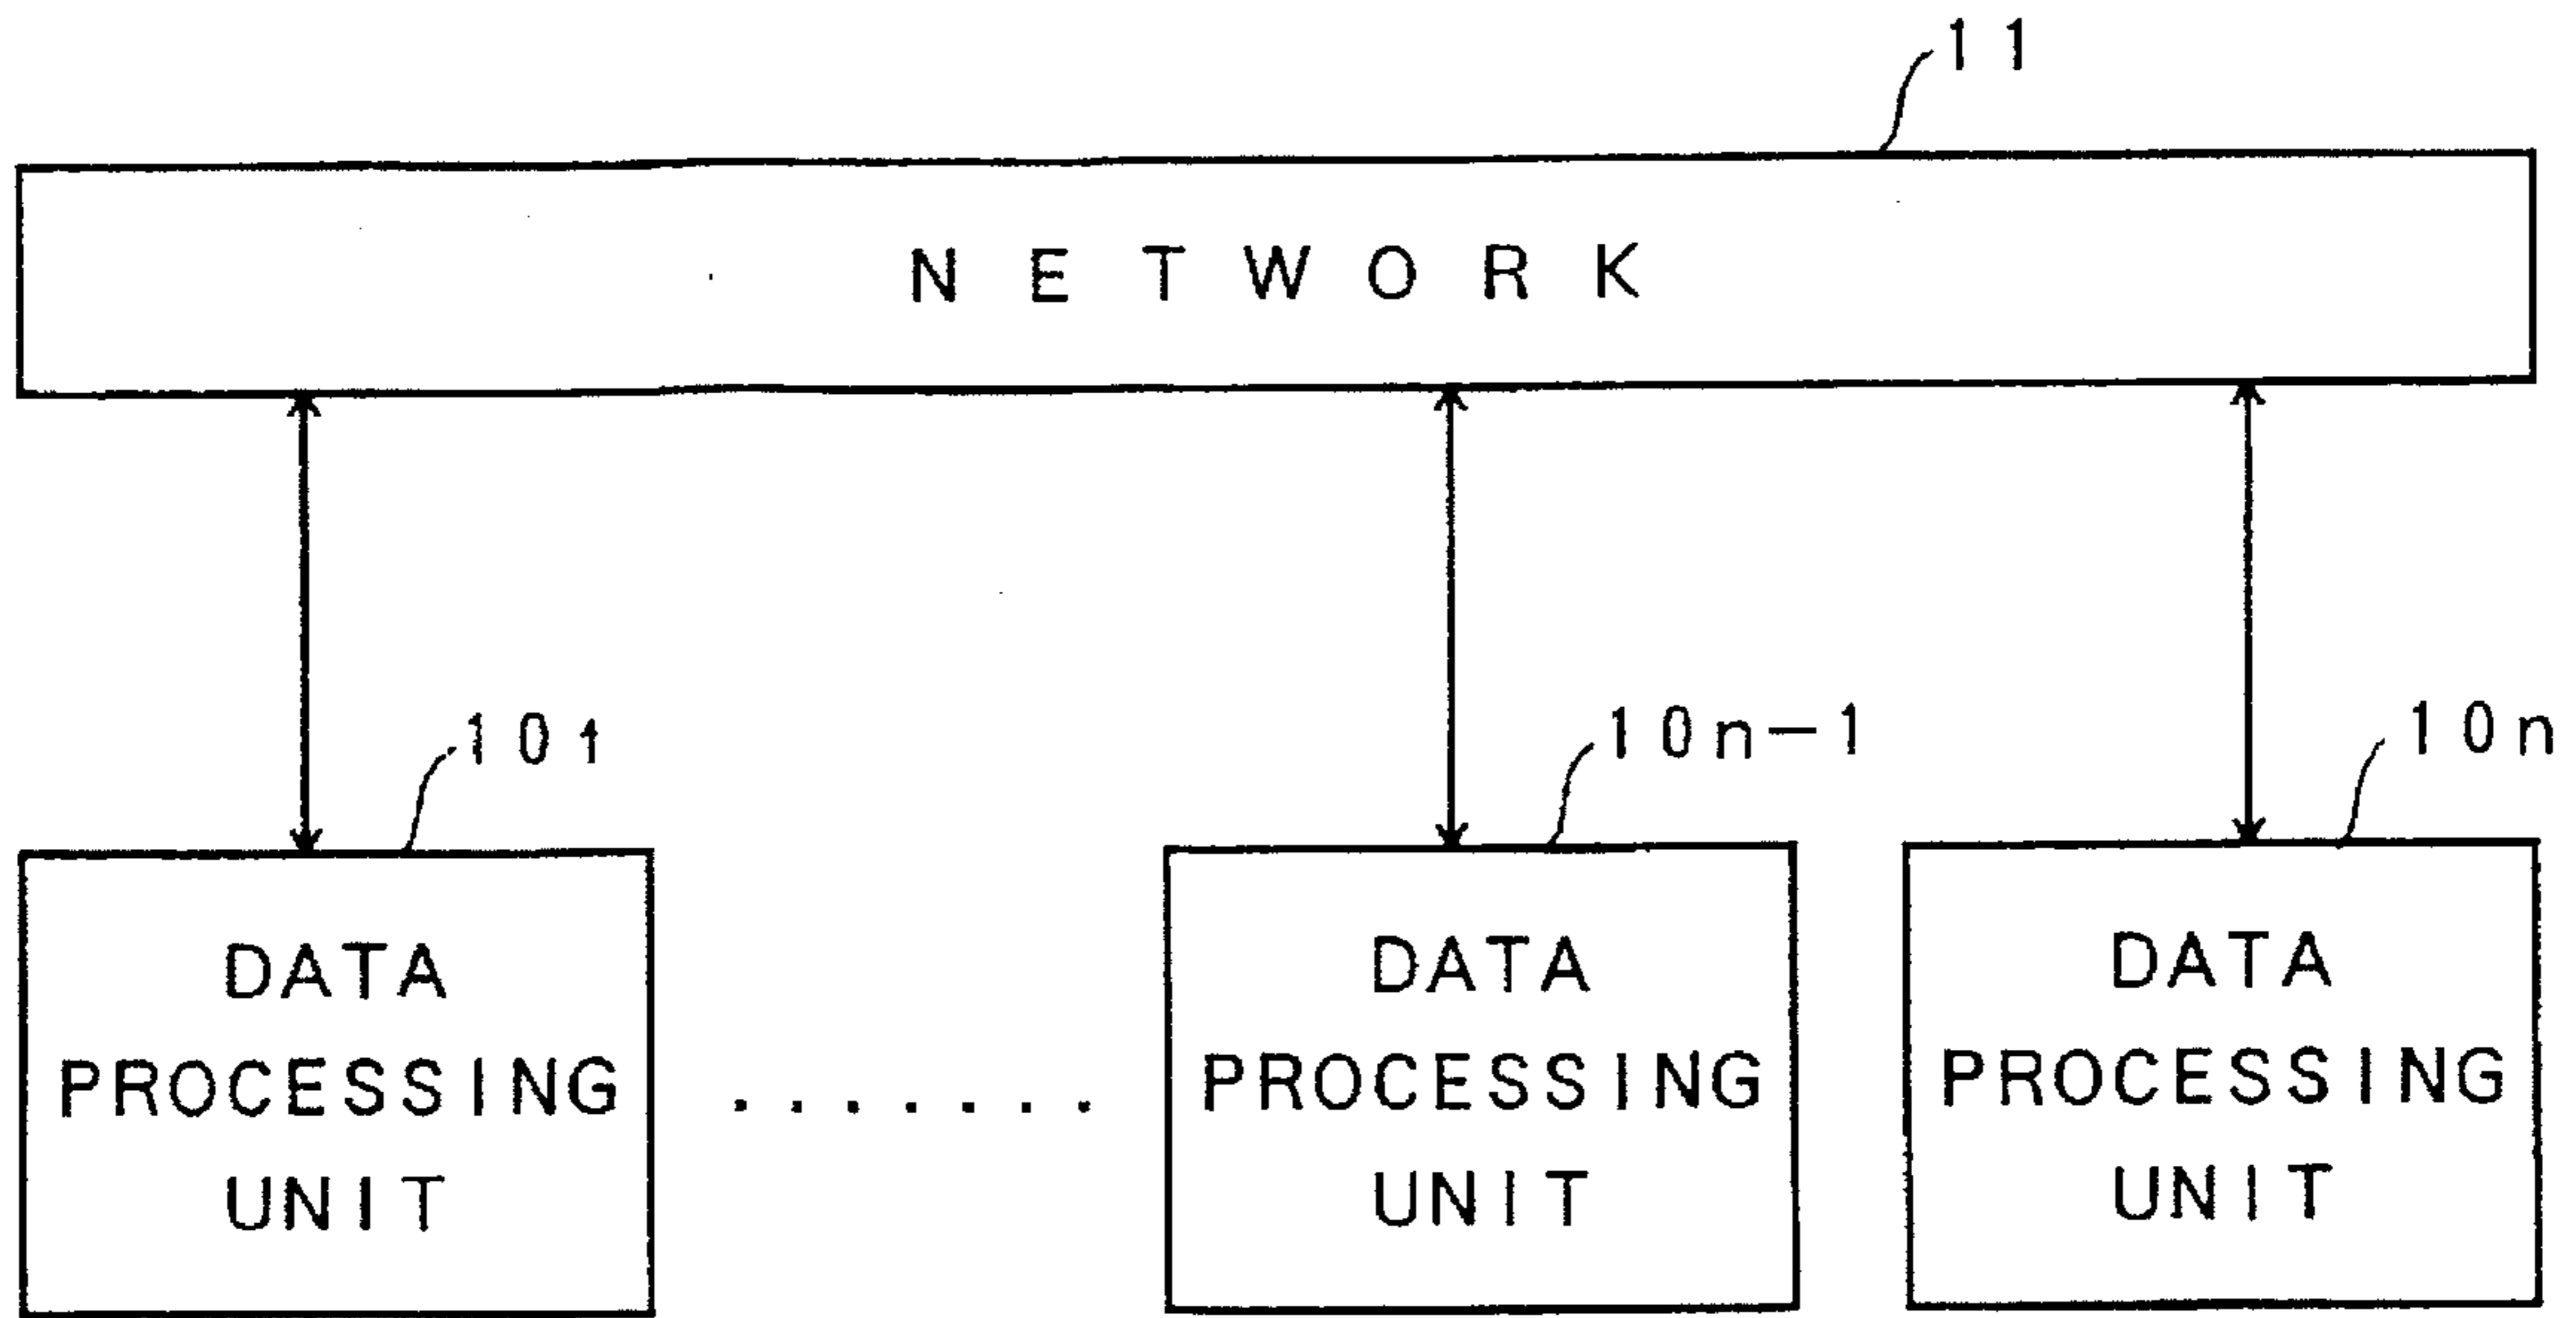 11
NETWORK
101
10n-1
10n
DATA
PROCESSING
UNIT
.......
DATA
PROCESSING
UNIT
DATA
PROCESSING
UNIT